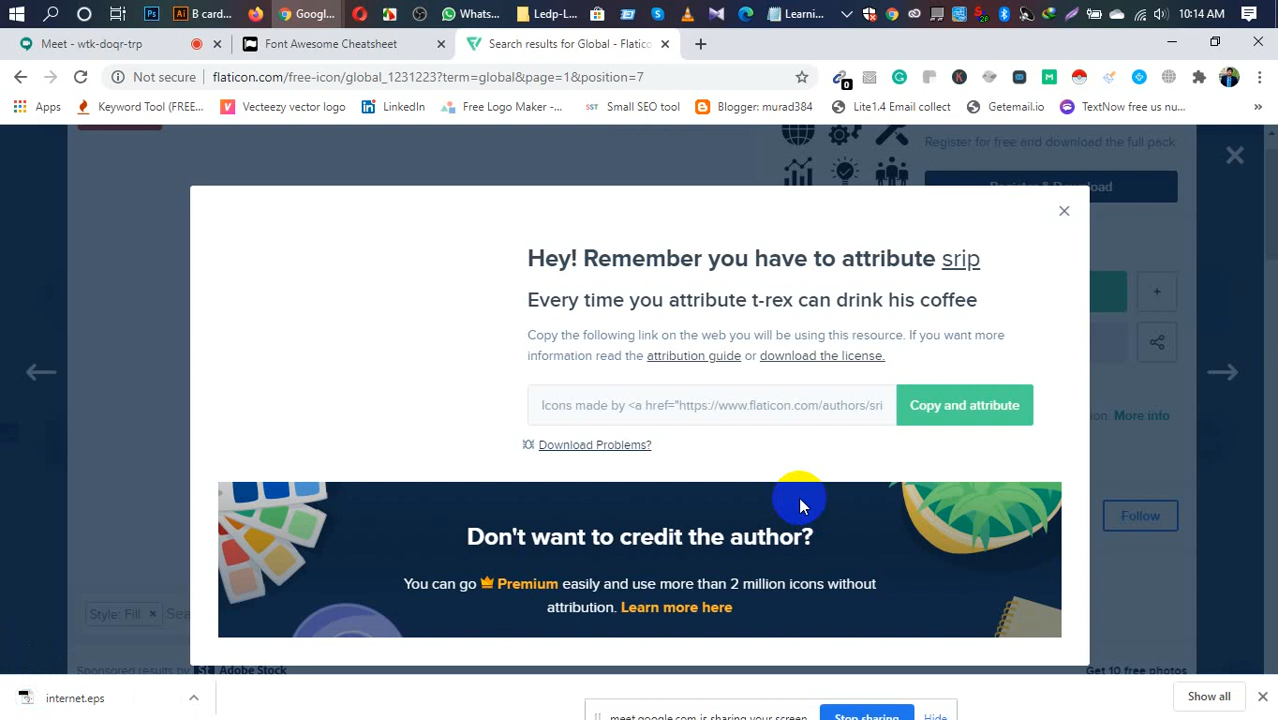 B card...
Googl...
Whats...
Ledp-L...
Learni...
10:14 AM
Meet - wtk-doqr-trp
Font Awesome Cheatsheet
Search results for Global - Flatico
Not secure
flaticon.com/free-icon/global_1231223?term=global&page=1&position=7
0
Apps
Keyword Tool (FREE...
Vecteezy vector logo
LinkedIn
Free Logo Maker -...
SST Small SEO tool
Blogger: murad384
Lite1.4 Email collect
Getemail.io
TextNow free us nu...
Register for free and download the full pack
Register & Download
Hey! Remember you have to attribute srip
Every time you attribute t-rex can drink his coffee
Copy the following link on the web you will be using this resource. If you want more
information read the attribution guide or download the license.
Icons made by <a href="https://www.flaticon.com/authors/sri
Copy and attribute
More info
Download Problems?
Follow
Don't want to credit the author?
You can go Premium easily and use more than 2 million icons without
attribution. Learn more here
Style: Fill × Sea
Sponsored results by Adobe Stock
Get 10 free photos
internet.eps
Show all
meet.google.com is sharing your screen.
Stop sharing
Hide